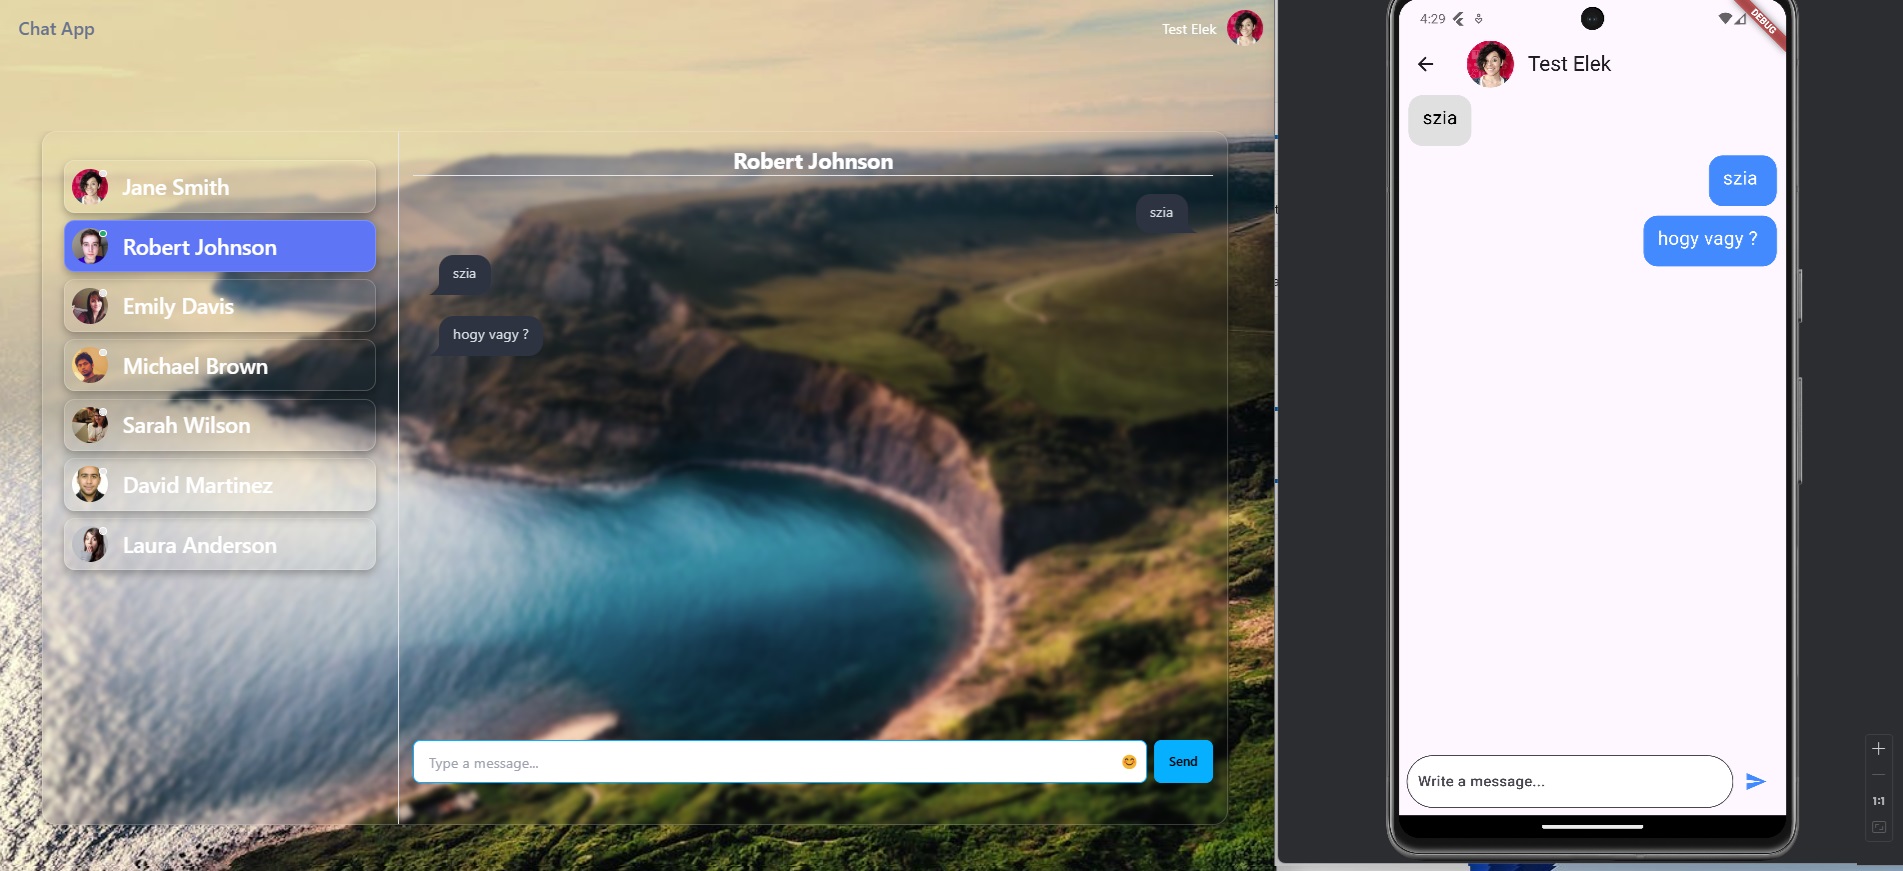 Chat App
Test Elek
Jane Smith
Robert Johnson
Emily Davis
Michael Brown
Sarah Wilson
David Martinez
Laura Anderson
Robert Johnson
szia
szia
hogy vagy ?
Type a message...
Send
4:29
DEBUG
Test Elek
szia
szia
hogy vagy ?
Write a message...
1:1